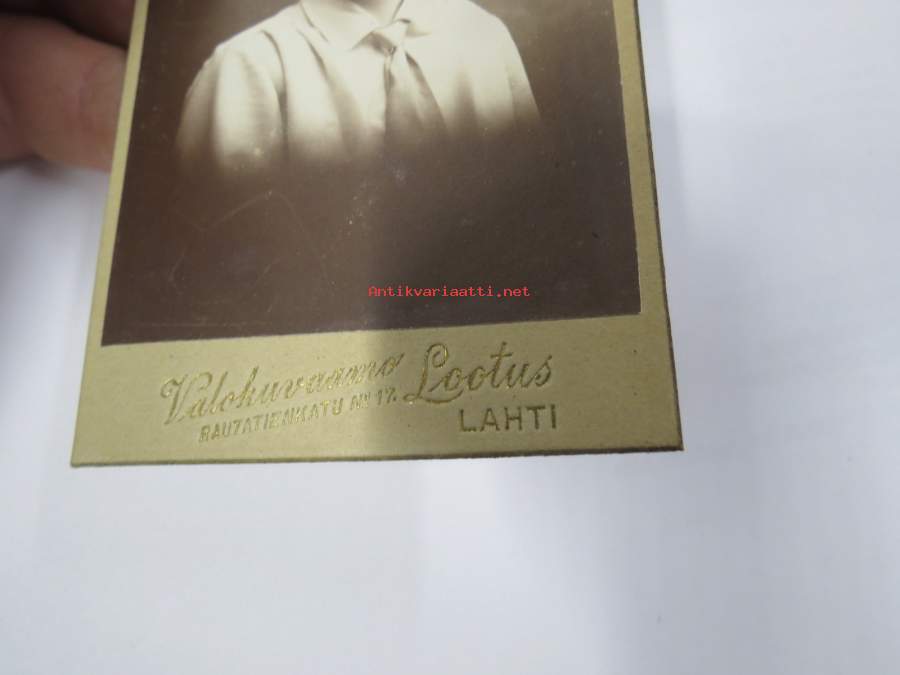 Antikvariaatti.net
Valokuvaamo Lootus
RAUTATIENKATU No 17.
LAHTI